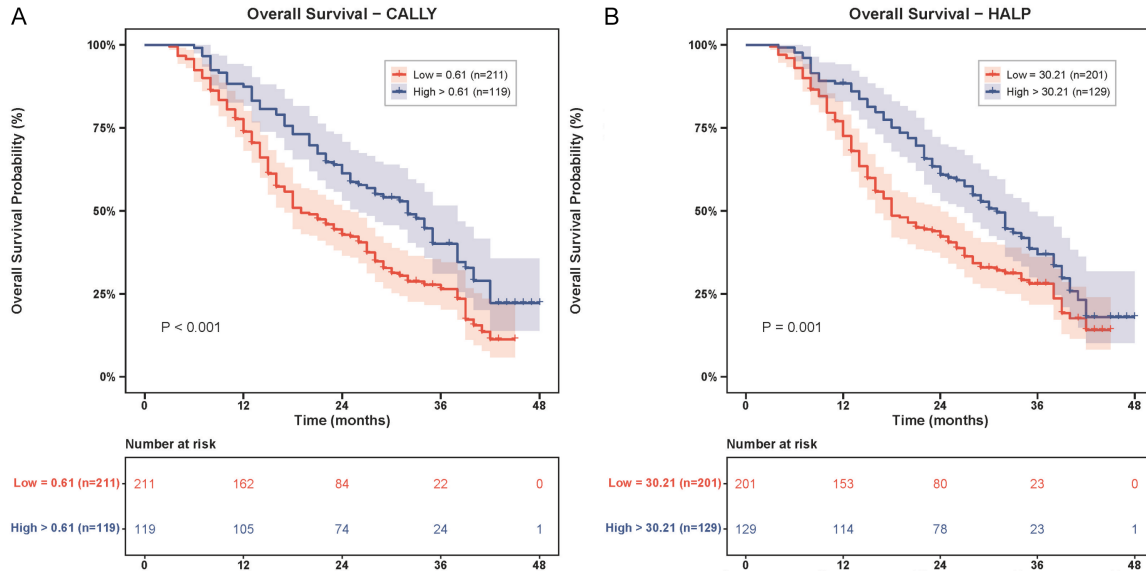 A
Overall Survival – CALLY
Overall Survival Probability (%)
100%
75%
50%
25%
0%
Low = 0.61 (n=211)
High > 0.61 (n=119)
P < 0.001
0 12 24 36 48
Time (months)
Number at risk
Low = 0.61 (n=211) 211 162 84 22 0
High > 0.61 (n=119) 119 105 74 24 1
0 12 24 36 48
B
Overall Survival – HALP
Overall Survival Probability (%)
100%
75%
50%
25%
0%
Low = 30.21 (n=201)
High > 30.21 (n=129)
P = 0.001
0 12 24 36 48
Time (months)
Number at risk
Low = 30.21 (n=201) 201 153 80 23 0
High > 30.21 (n=129) 129 114 78 23 1
0 12 24 36 48